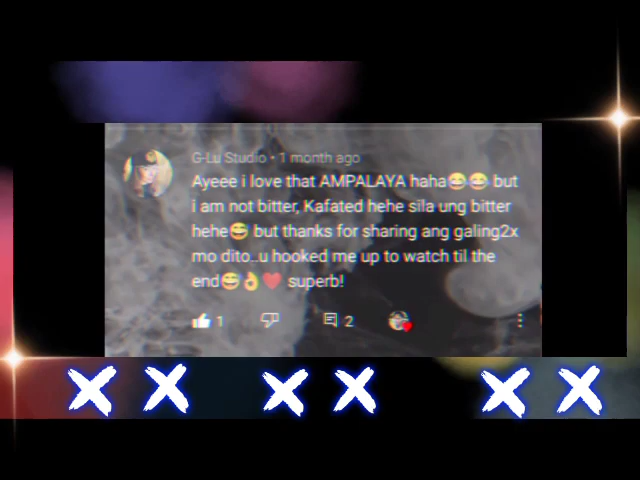 G-Lu Studio • 1 month ago
Ayeee i love that AMPALAYA haha😅😂 but
i am not bitter, Kafated hehe sila ung bitter
hehe😅 but thanks for sharing ang galing2x
mo dito..u hooked me up to watch til the
end😅👌❤️ superb!
1 2
X X X X X X